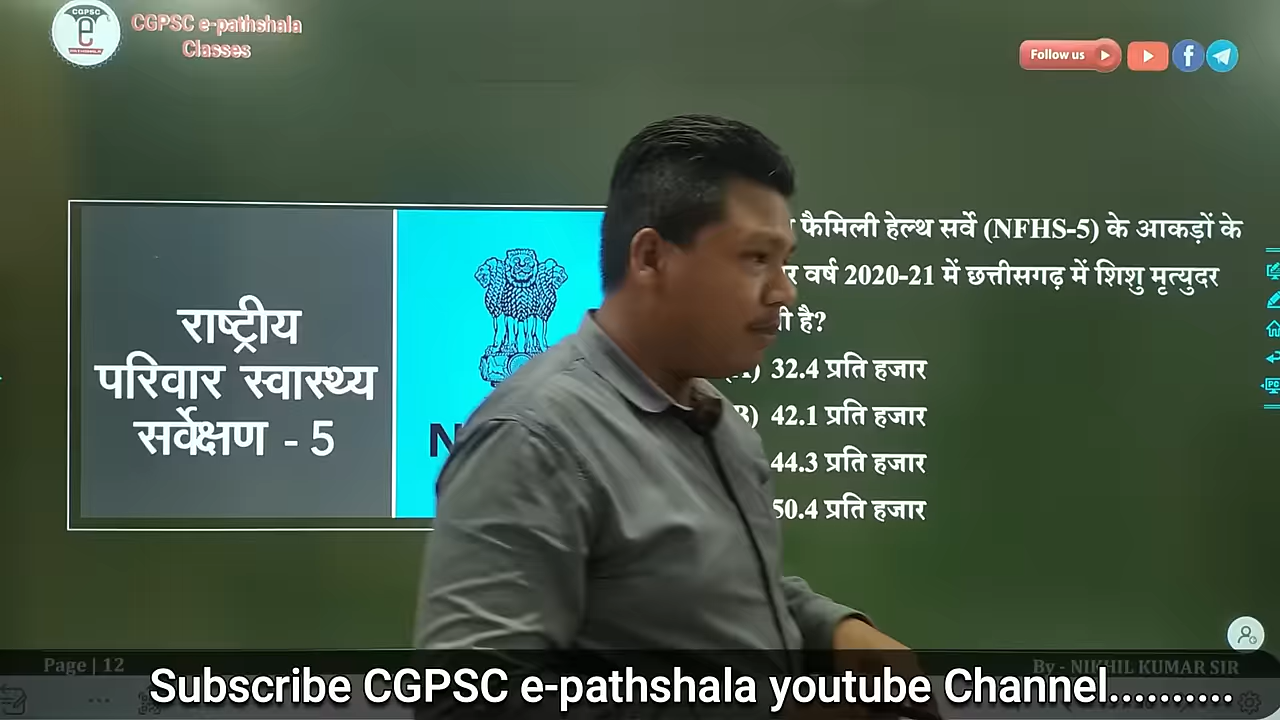 CGPSC
e
CGPSC e-pathshala
Classes
Follow us
फैमिली हेल्थ सर्वे (NFHS-5) के आकड़ों के
वर्ष 2020-21 में छत्तीसगढ़ में शिशु मृत्युदर
है?
32.4 प्रति हजार
42.1 प्रति हजार
44.3 प्रति हजार
50.4 प्रति हजार
राष्ट्रीय
परिवार स्वास्थ्य
सर्वेक्षण - 5
N
Page | 12
By - NIKHIL KUMAR SIR
Subscribe CGPSC e-pathshala youtube Channel..........